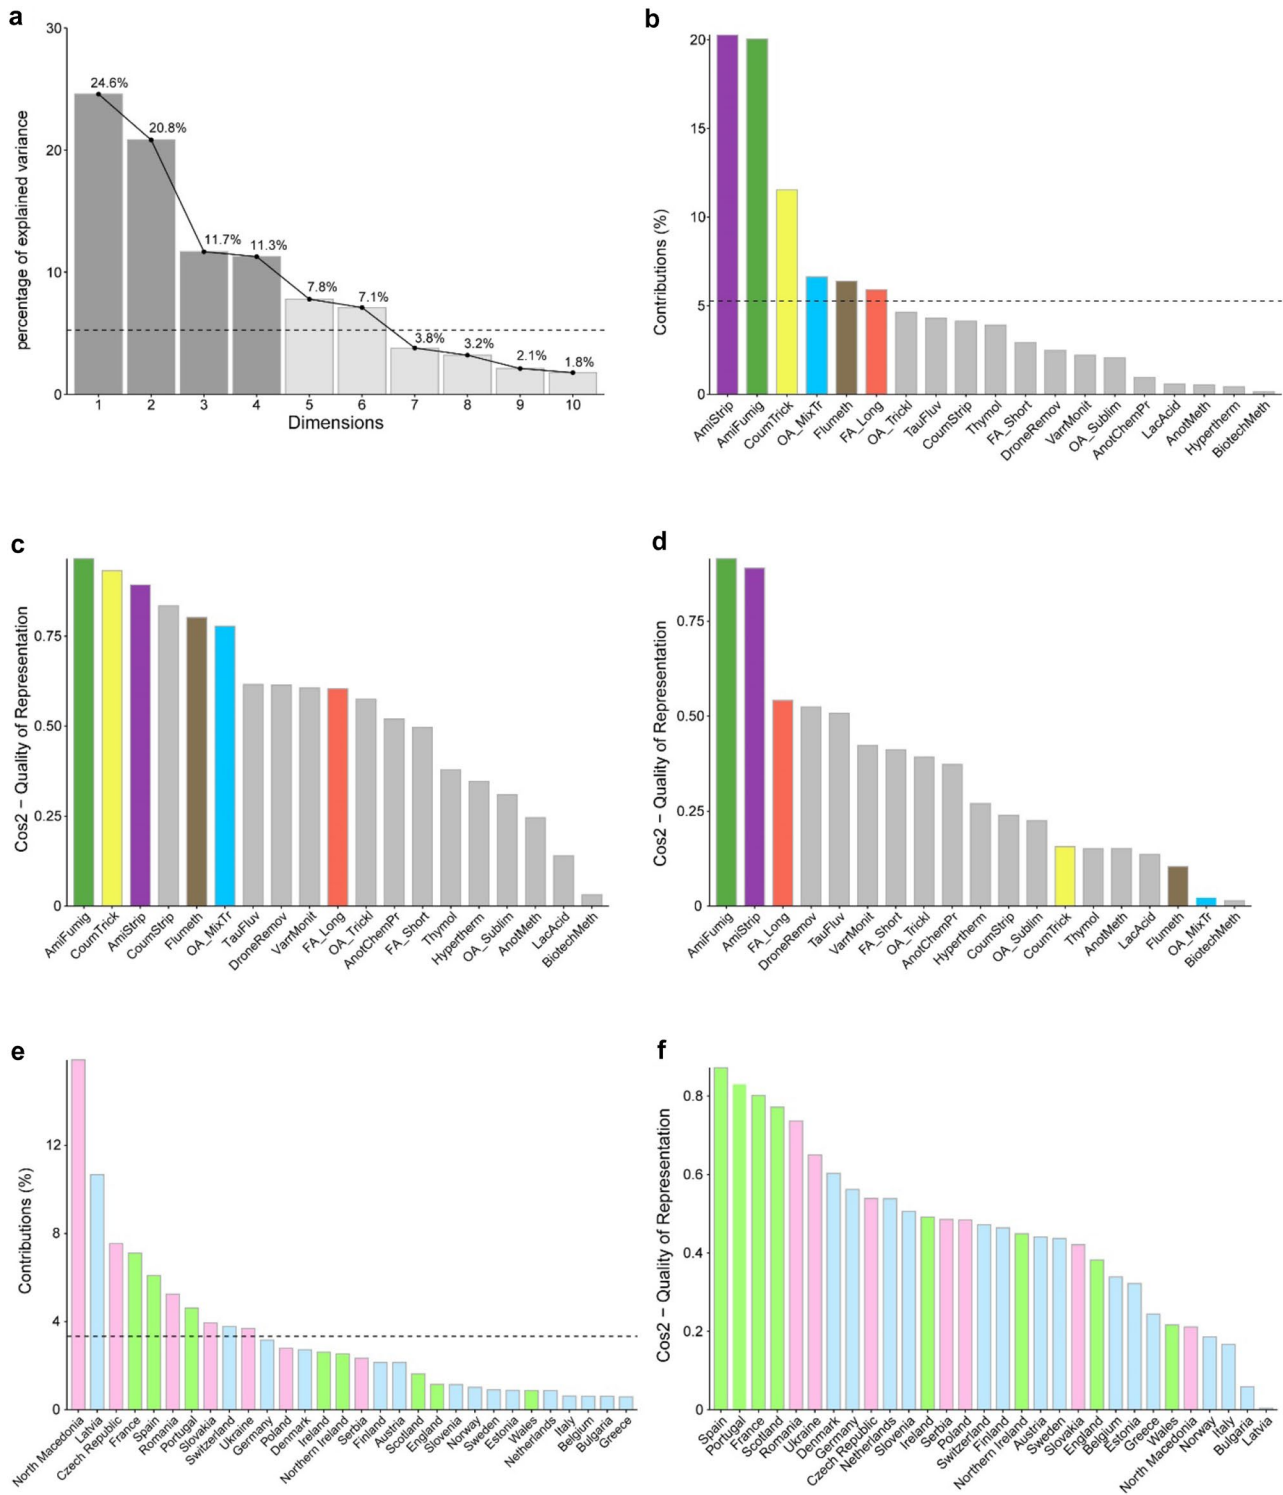 a
30
20
10
0
percentage of explained variance
24.6%
20.8%
11.7%
11.3%
7.8%
7.1%
3.8%
3.2%
2.1%
1.8%
1 2 3 4 5 6 7 8 9 10
Dimensions
b
20
15
10
5
0
Contributions (%)
AmiStrip
AmiFumig
CoumTrick
OA_MixTr
Flumeth
FA_Long
OA_Trickl
TauFluv
CoumStrip
Thymol
FA_Short
DroneRemov
VarrMonit
OA_Sublim
AnotChemPr
LacAcid
AnotMeth
Hypertherm
BiotechMeth
c
0.75
0.50
0.25
0
Cos2 − Quality of Representation
AmiFumig
CoumTrick
AmiStrip
CoumStrip
Flumeth
OA_MixTr
TauFluv
DroneRemov
VarrMonit
FA_Long
OA_Trickl
AnotChemPr
FA_Short
Thymol
Hypertherm
OA_Sublim
AnotMeth
LacAcid
BiotechMeth
d
0.75
0.50
0.25
0
Cos2 − Quality of Representation
AmiFumig
AmiStrip
FA_Long
DroneRemov
TauFluv
VarrMonit
FA_Short
OA_Trickl
AnotChemPr
Hypertherm
CoumStrip
OA_Sublim
CoumTrick
Thymol
AnotMeth
LacAcid
Flumeth
OA_MixTr
BiotechMeth
e
12
8
4
0
Contributions (%)
North Macedonia
Latvia
Czech Republic
France
Spain
Romania
Portugal
Slovakia
Switzerland
Ukraine
Germany
Poland
Denmark
Ireland
Northern Ireland
Serbia
Finland
Austria
Scotland
England
Slovenia
Norway
Sweden
Estonia
Wales
Netherlands
Italy
Belgium
Bulgaria
Greece
f
0.8
0.6
0.4
0.2
0
Cos2 − Quality of Representation
Spain
Portugal
France
Scotland
Romania
Ukraine
Denmark
Germany
Czech Republic
Netherlands
Slovenia
Ireland
Serbia
Poland
Switzerland
Finland
Northern Ireland
Austria
Sweden
Slovakia
England
Belgium
Estonia
Greece
Wales
North Macedonia
Norway
Italy
Bulgaria
Latvia